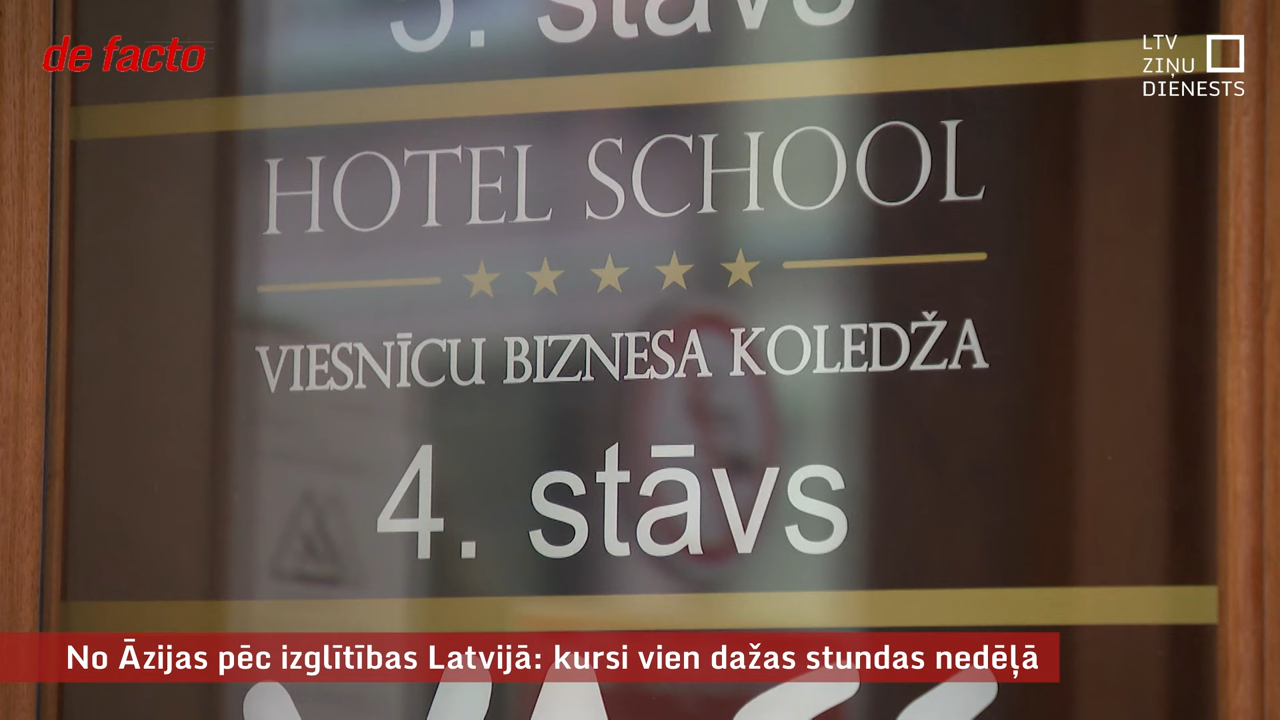 de facto
LTV
ZIŅU
DIENESTS
5. stāvs
HOTEL SCHOOL
VIESNĪCU BIZNESA KOLEDŽA
4. stāvs
No Āzijas pēc izglītības Latvijā: kursi vien dažas stundas nedēļā